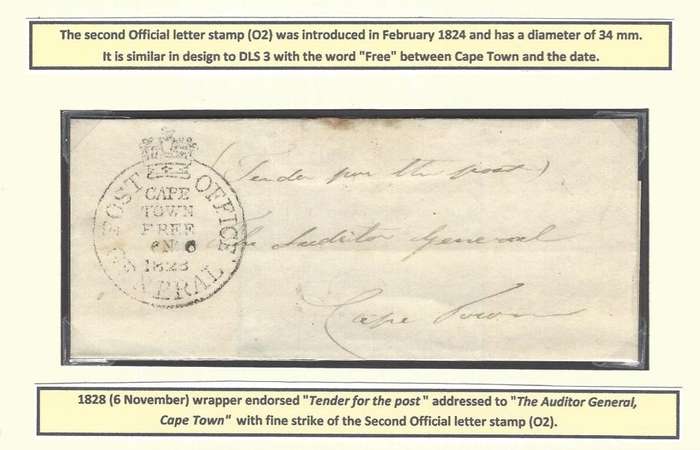 The second Official letter stamp (O2) was introduced in February 1824 and has a diameter of 34 mm.
It is similar in design to DLS 3 with the word "Free" between Cape Town and the date.
(Tender for the post)
The Auditor General
Cape Town
POST OFFICE
CAPE
TOWN
FREE
6
1828
GENERAL
1828 (6 November) wrapper endorsed "Tender for the post" addressed to "The Auditor General,
Cape Town" with fine strike of the Second Official letter stamp (O2).